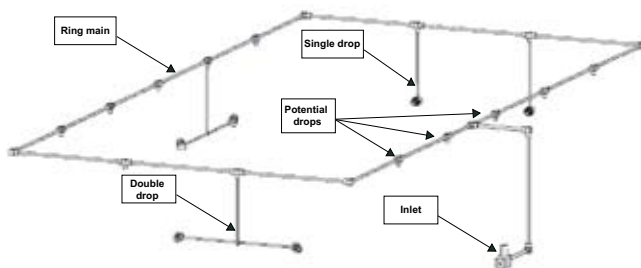 Ring main
Single drop
Potential
drops
Double
drop
Inlet